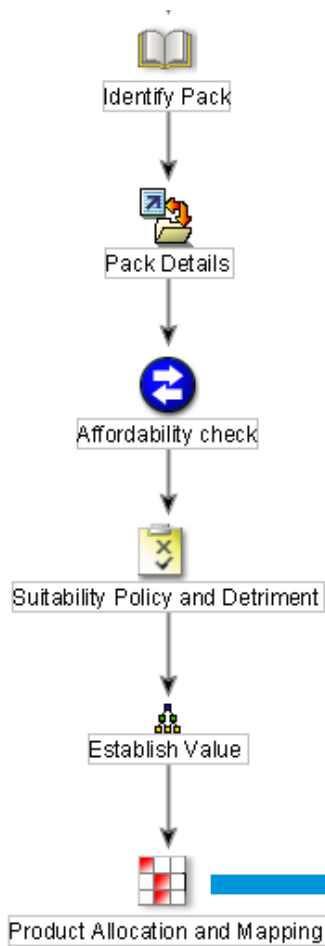 Identify Pack
Pack Details
Affordability check
Suitability Policy and Detriment
Establish Value
Product Allocation and Mapping